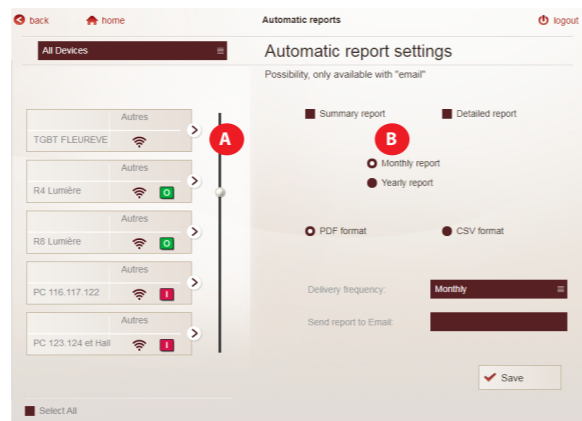 back home Automatic reports logout
All Devices
Automatic report settings
Possibility, only available with "email"
Autres
TGBT FLEUREVE
Autres
R4 Lumière O
Autres
R8 Lumière O
Autres
PC 116.117.122 I
Autres
PC 123.124 et Hall I
Select All
A
Summary report Detailed report
B
Monthly report
Yearly report
PDF format CSV format
Delivery frequency: Monthly
Send report to Email:
Save